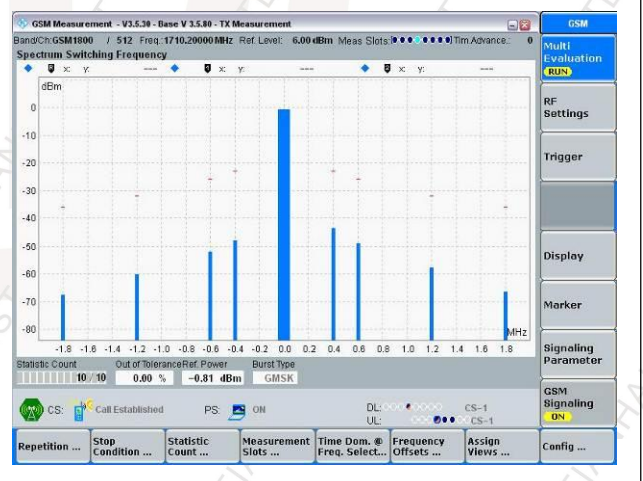 GSM Measurement - V3.5.30 - Base V 3.5.80 - TX Measurement
GSM
Band/Ch:GSM1800 / 512 Freq.:1710.20000 MHz Ref. Level: 6.00 dBm Meas Slots: Tim.Advance.: 0
Spectrum Switching Frequency
x: y: --- x: y: --- x: y: ---
dBm
0
-10
-20
-30
-40
-50
-60
-70
-80
MHz
-1.8 -1.6 -1.4 -1.2 -1.0 -0.8 -0.6 -0.4 -0.2 0.0 0.2 0.4 0.6 0.8 1.0 1.2 1.4 1.6 1.8
Statistic Count Out of Tolerance Ref. Power Burst Type
10 / 10 0.00 % -0.81 dBm GMSK
CS: Call Established PS: ON DL: CS-1
UL: CS-1
Multi
Evaluation
RUN
RF
Settings
Trigger
Display
Marker
Signaling
Parameter
GSM
Signaling
ON
Repetition ...
Stop
Condition ...
Statistic
Count ...
Measurement
Slots ...
Time Dom. @
Freq. Select...
Frequency
Offsets ...
Assign
Views ...
Config ...